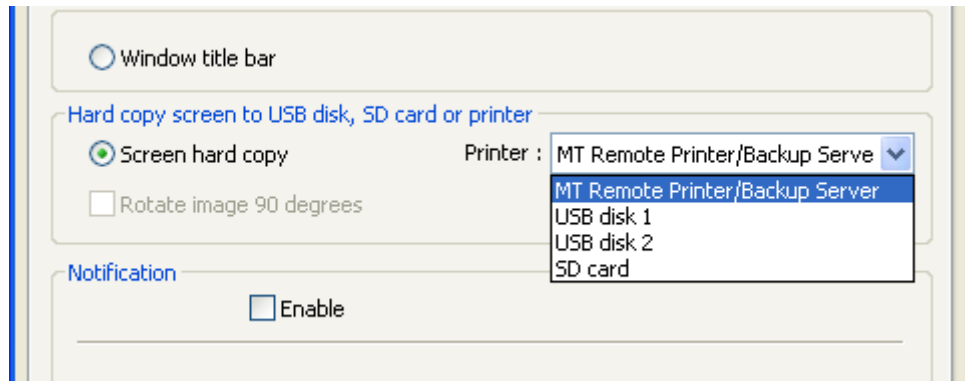 Window title bar
Hard copy screen to USB disk, SD card or printer
Screen hard copy
Printer :
MT Remote Printer/Backup Serve
MT Remote Printer/Backup Server
USB disk 1
USB disk 2
SD card
Rotate image 90 degrees
Notification
Enable